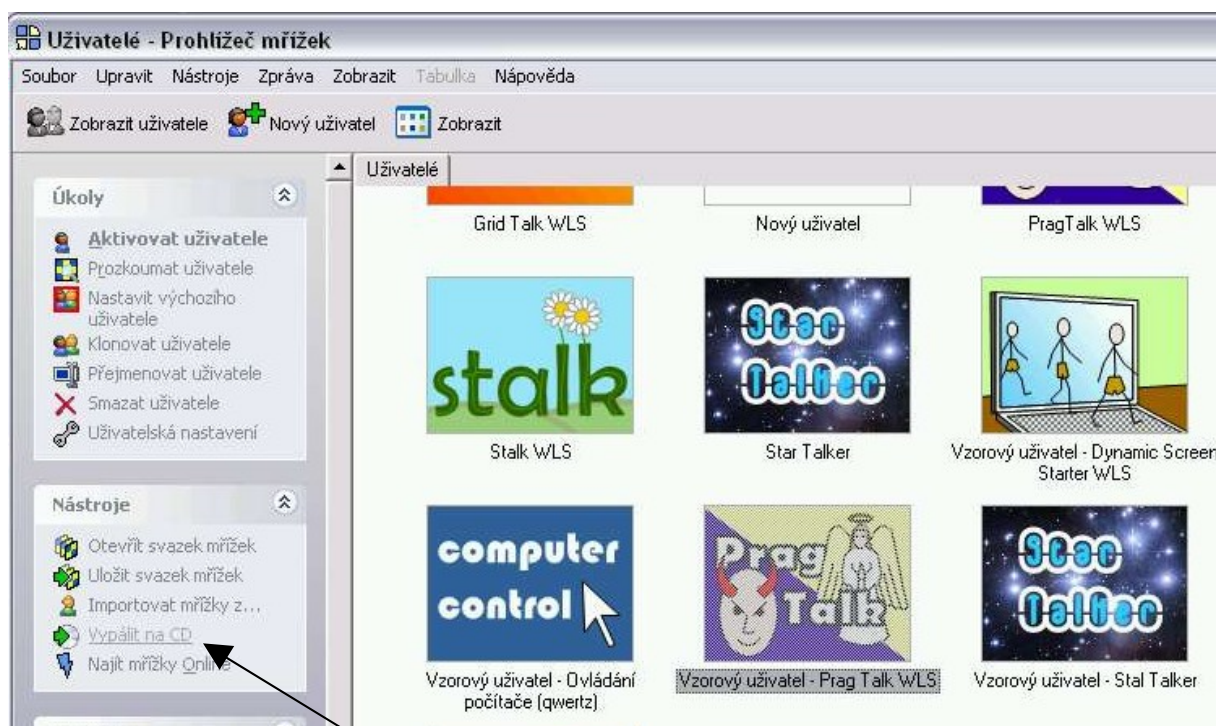 Uživatelé - Prohlížeč mřížek
Soubor Upravit Nástroje Zpráva Zobrazit Tabulka Nápověda
Zobrazit uživatele Nový uživatel Zobrazit
Uživatelé
Úkoly
Aktivovat uživatele
Prozkoumat uživatele
Nastavit výchozího
uživatele
Klonovat uživatele
Přejmenovat uživatele
Smazat uživatele
Uživatelská nastavení
Nástroje
Otevřít svazek mřížek
Uložit svazek mřížek
Importovat mřížky z...
Vypálit na CD
Najít mřížky Online
Grid Talk WLS
Nový uživatel
PragTalk WLS
stalk
Stalk WLS
Star
Talker
Star Talker
Vzorový uživatel - Dynamic Screen
Starter WLS
computer
control
Vzorový uživatel - Ovládání
počítače (qwertz)
Prag
Talk
Vzorový uživatel - Prag Talk WLS
Star
Talker
Vzorový uživatel - Stal Talker